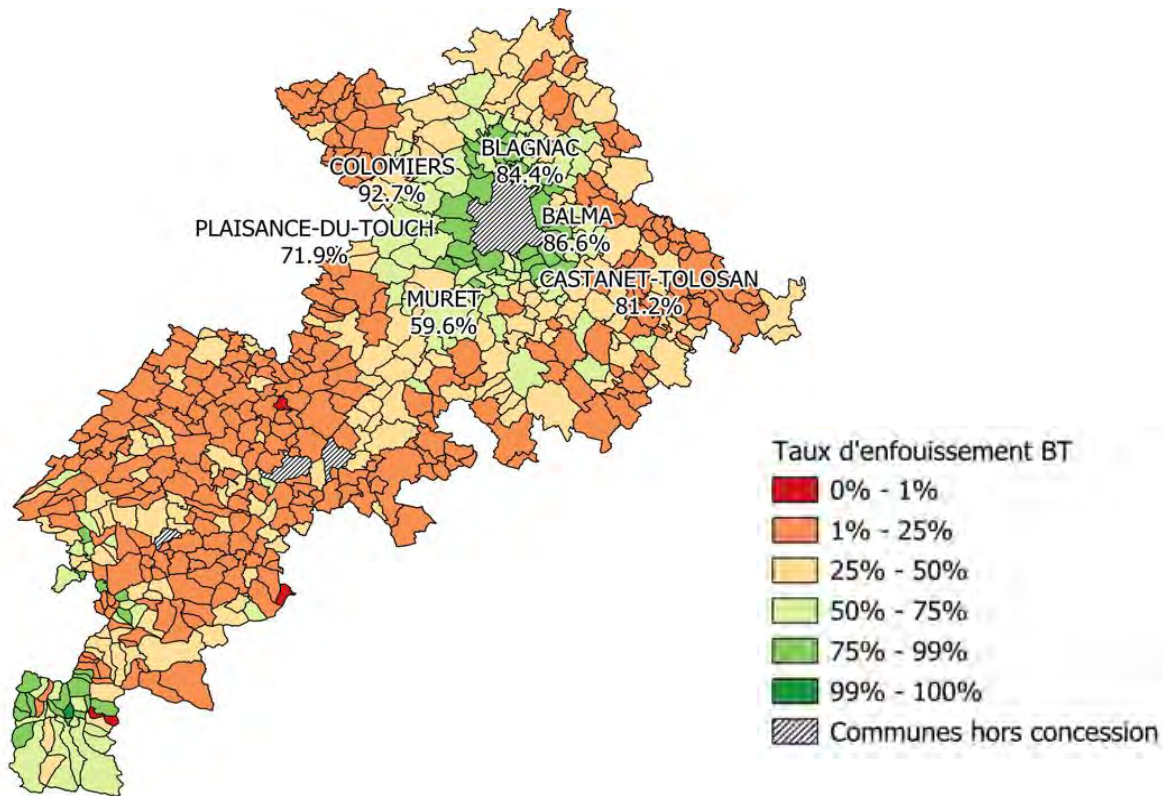 BLAGNAC
84.4%
COLOMIERS
92.7%
BALMA
86.6%
PLAISANCE-DU-TOUCH
71.9%
CASTANET-TOLOSAN
81.2%
MURET
59.6%
Taux d'enfouissement BT
0% - 1%
1% - 25%
25% - 50%
50% - 75%
75% - 99%
99% - 100%
Communes hors concession